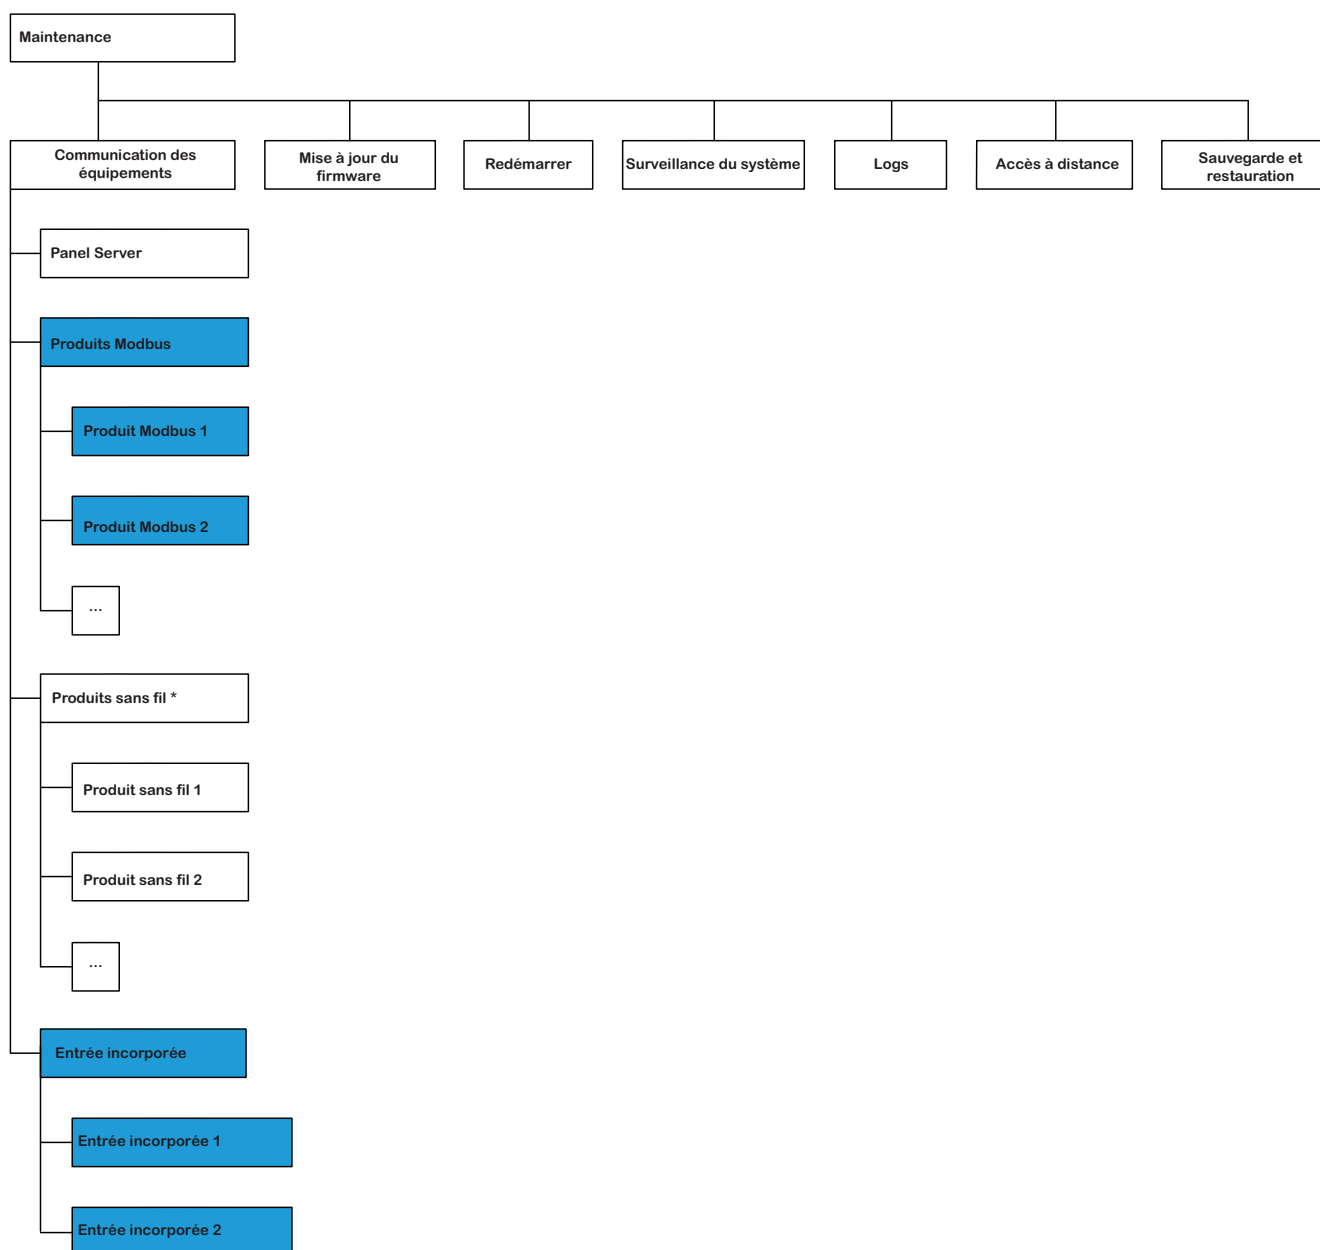 Maintenance
Communication des
équipements
Mise à jour du
firmware
Redémarrer
Surveillance du système
Logs
Accès à distance
Sauvegarde et
restauration
Panel Server
Produits Modbus
Produit Modbus 1
Produit Modbus 2
...
Produits sans fil *
Produit sans fil 1
Produit sans fil 2
...
Entrée incorporée
Entrée incorporée 1
Entrée incorporée 2